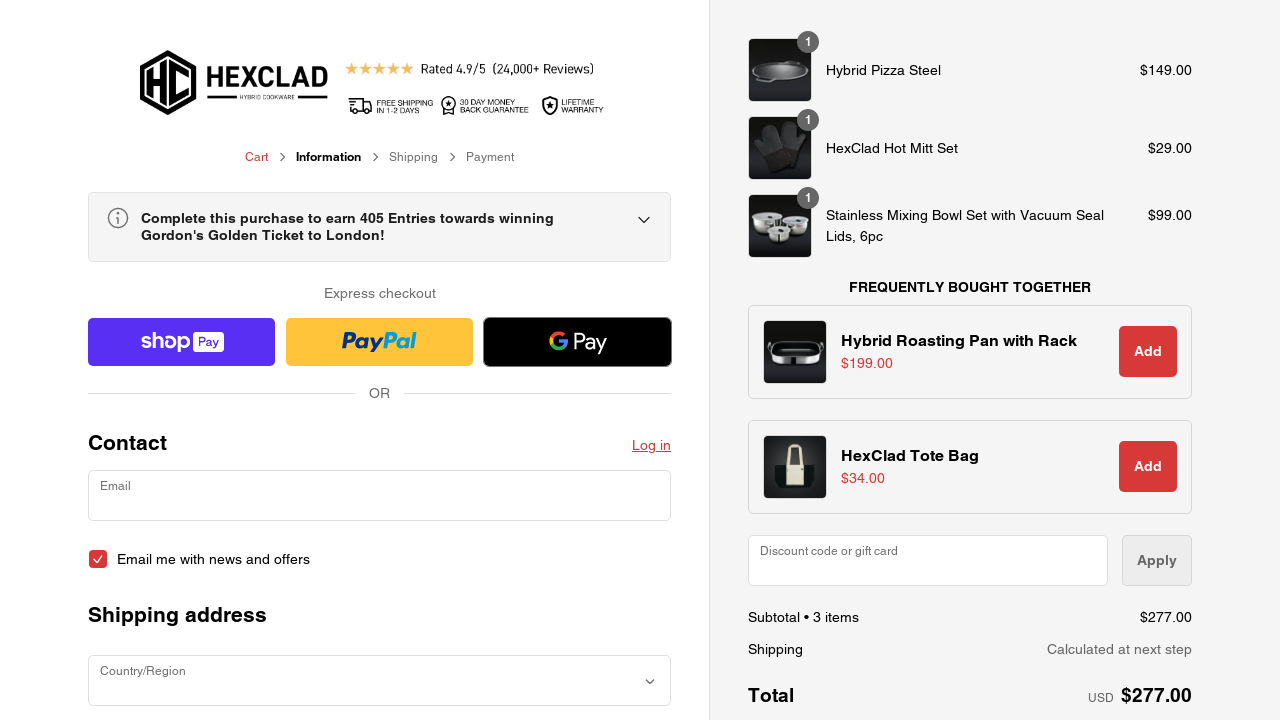 HC HEXCLAD
HYBRID COOKWARE
Rated 4.9/5 (24,000+ Reviews)
FREE SHIPPING
IN 1-2 DAYS
30 DAY MONEY
BACK GUARANTEE
LIFETIME
WARRANTY
Cart > Information > Shipping > Payment
Complete this purchase to earn 405 Entries towards winning
Gordon's Golden Ticket to London!
Express checkout
shop Pay
PayPal
G Pay
OR
Contact
Log in
Email
Email me with news and offers
Shipping address
Country/Region
1
Hybrid Pizza Steel
$149.00
1
HexClad Hot Mitt Set
$29.00
1
Stainless Mixing Bowl Set with Vacuum Seal
Lids, 6pc
$99.00
FREQUENTLY BOUGHT TOGETHER
Hybrid Roasting Pan with Rack
$199.00
Add
HexClad Tote Bag
$34.00
Add
Discount code or gift card
Apply
Subtotal • 3 items
$277.00
Shipping
Calculated at next step
Total
USD $277.00